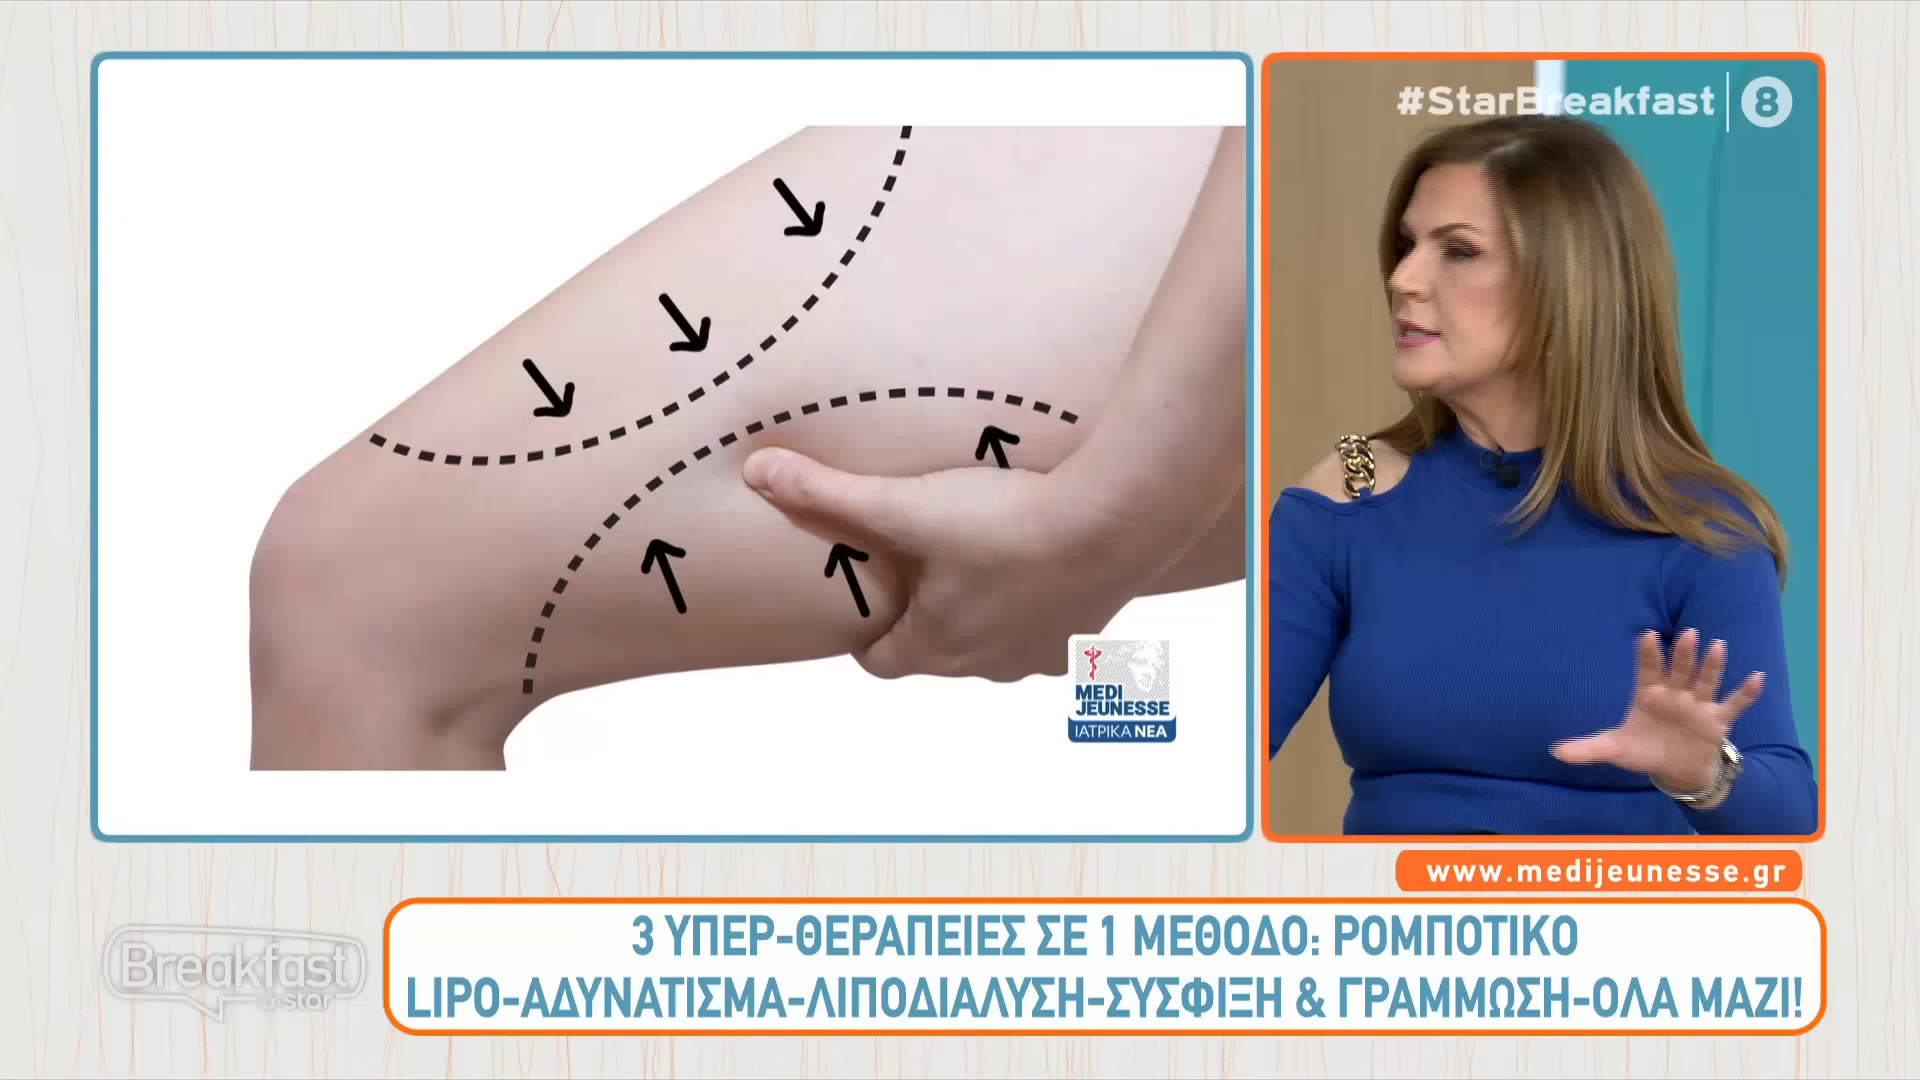 #StarBreakfast 8
MEDI
JEUNESSE
ΙΑΤΡΙΚΑ ΝΕΑ
www.medijeunesse.gr
3 ΥΠΕΡ-ΘΕΡΑΠΕΙΕΣ ΣΕ 1 ΜΕΘΟΔΟ: ΡΟΜΠΟΤΙΚΟ
LIPO-ΑΔΥΝΑΤΙΣΜΑ-ΛΙΠΟΔΙΑΛΥΣΗ-ΣΥΣΦΙΞΗ & ΓΡΑΜΜΩΣΗ-ΟΛΑ ΜΑΖΙ!
Breakfast
@star